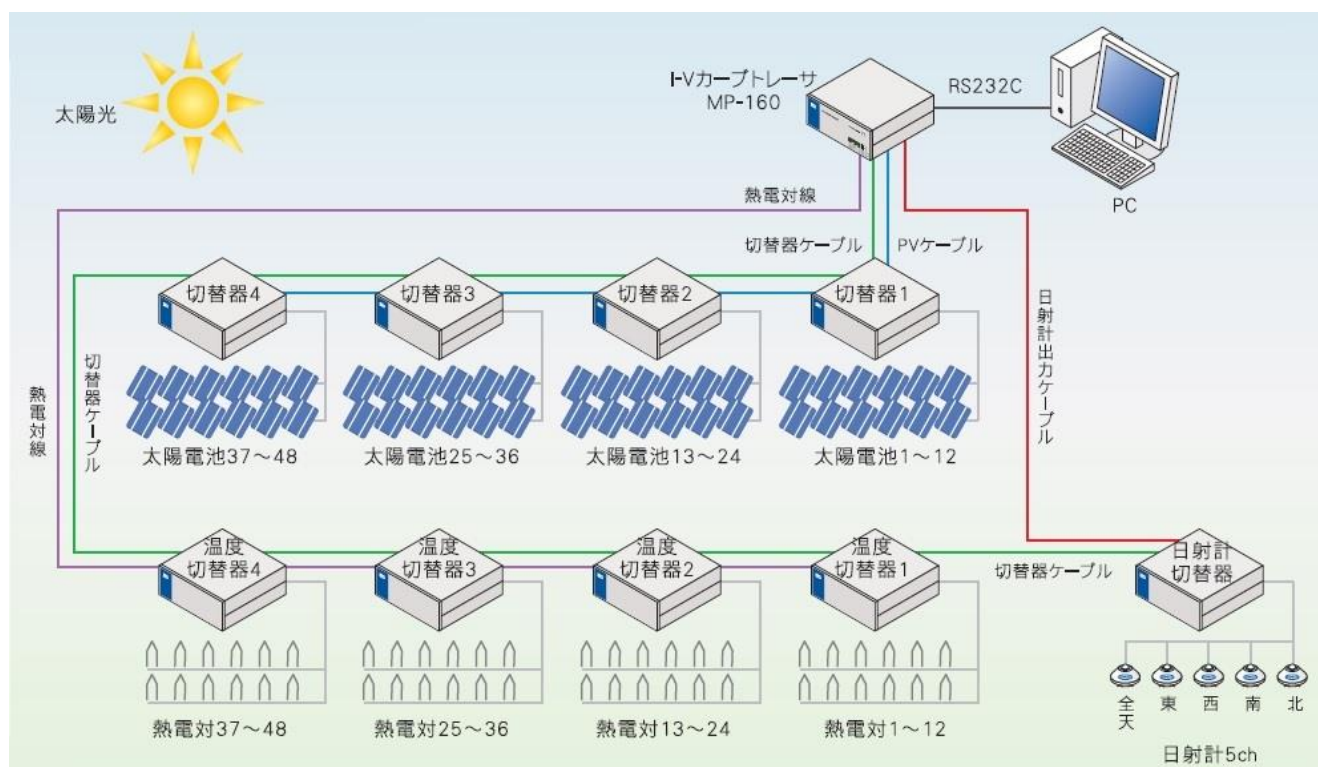 太陽光
I-Vカーブトレーサ
MP-160
RS232C
PC
熱電対線
切替器ケーブル
PVケーブル
切替器4
切替器3
切替器2
切替器1
日射計出力ケーブル
熱電対線
切替器ケーブル
太陽電池37～48
太陽電池25～36
太陽電池13～24
太陽電池1～12
温度
切替器4
温度
切替器3
温度
切替器2
温度
切替器1
切替器ケーブル
日射計
切替器
熱電対37～48
熱電対25～36
熱電対13～24
熱電対1～12
全天
東
西
南
北
日射計5ch